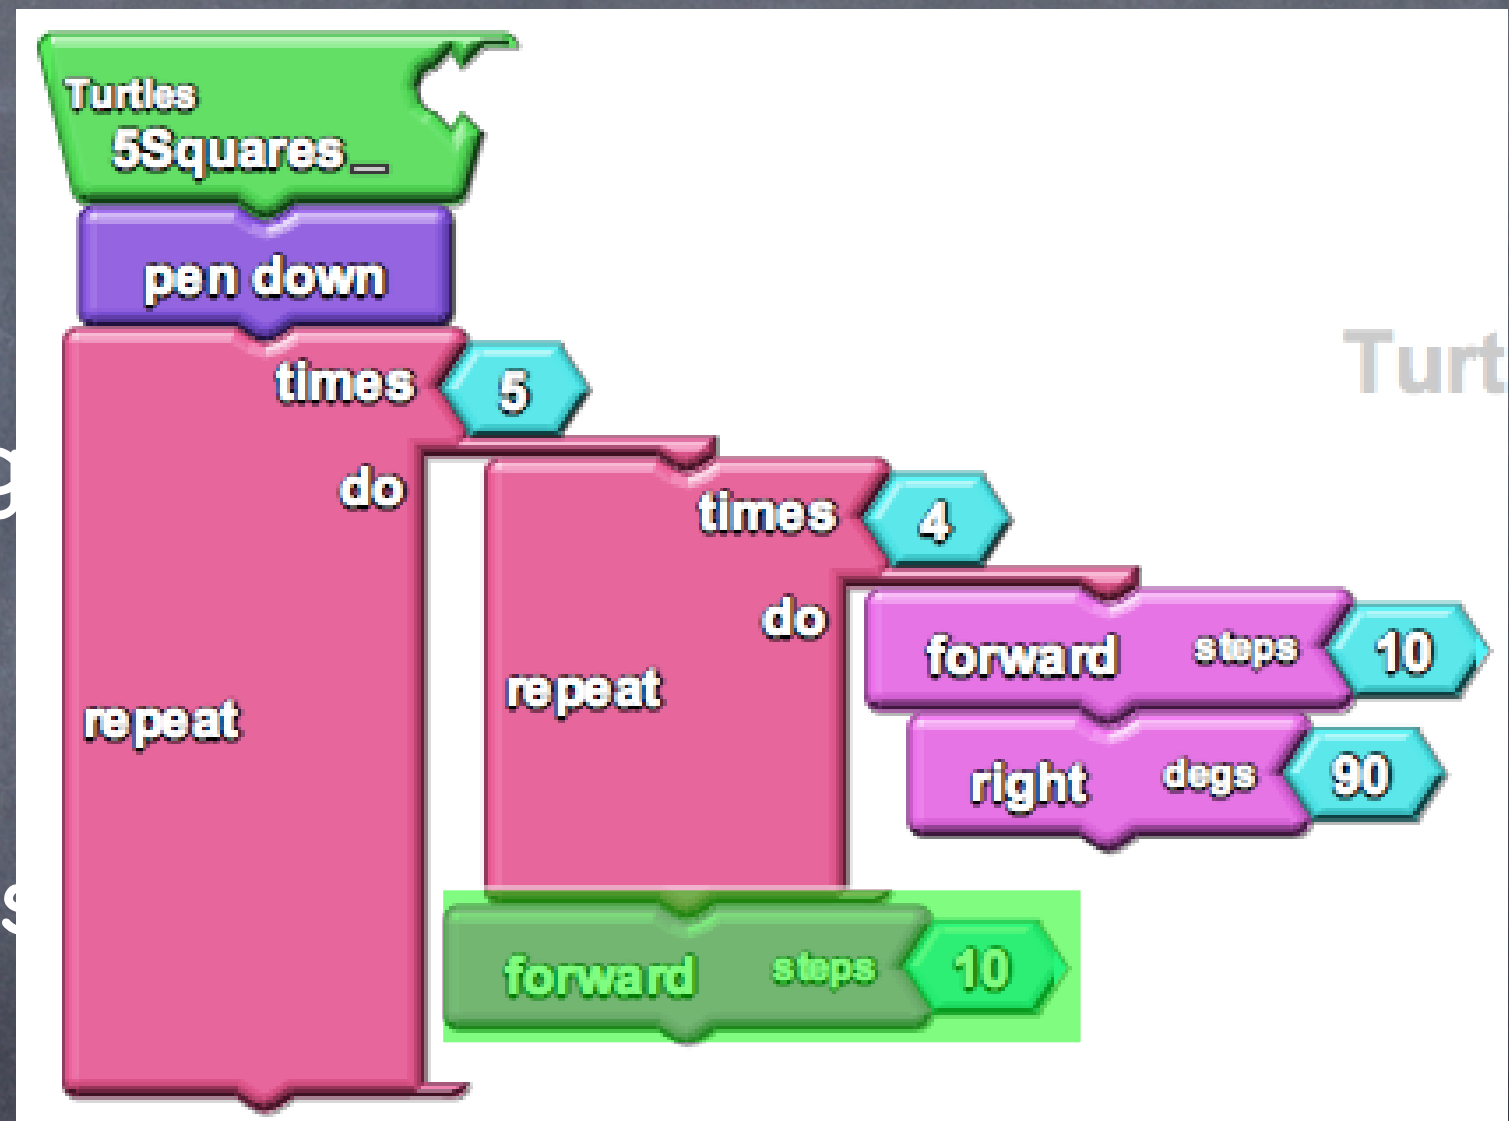 Turtles
5Squares_
pen down
times 5
do
times 4
do
forward steps 10
repeat
repeat
right degs 90
forward steps 10
Turt
g
s